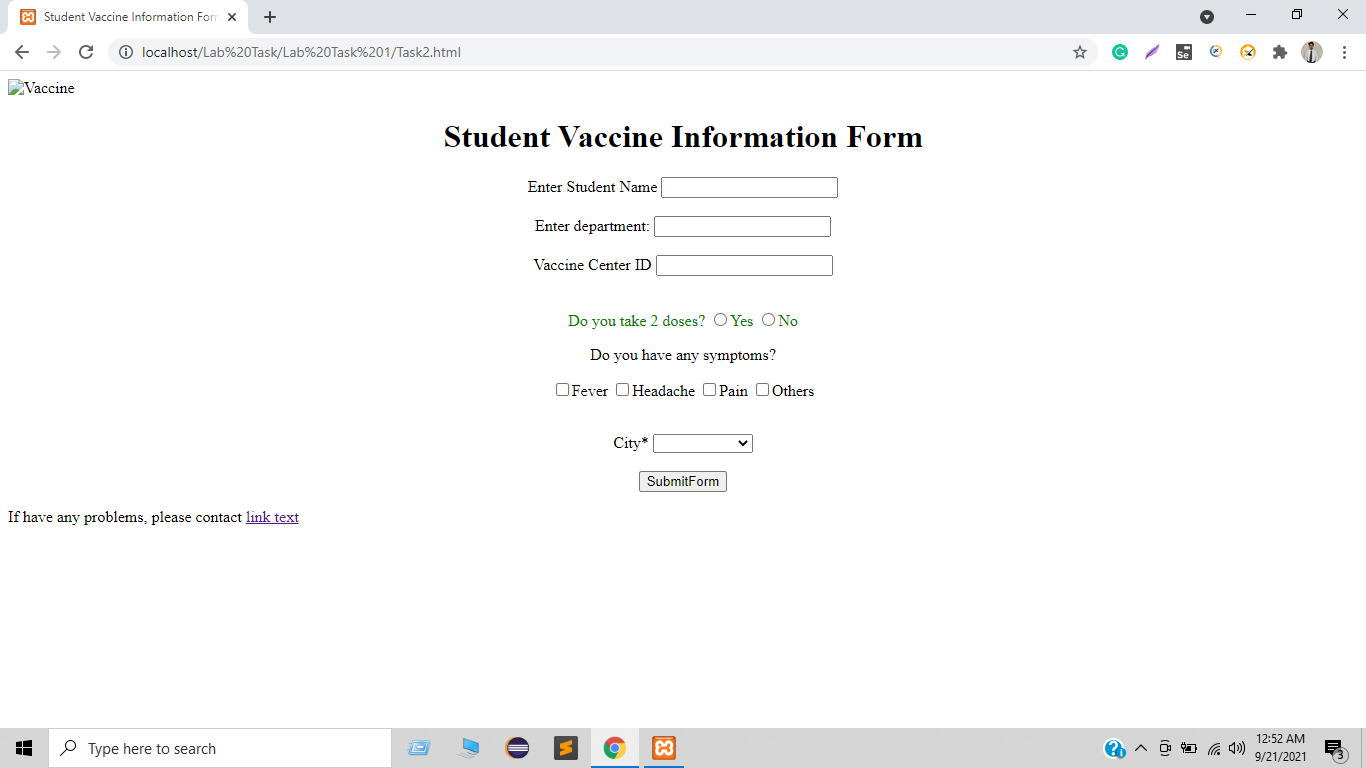 Student Vaccine Information For
localhost/Lab%20Task/Lab%20Task%201/Task2.html
Se
Vaccine
Student Vaccine Information Form
Enter Student Name
Enter department:
Vaccine Center ID
Do you take 2 doses? Yes No
Do you have any symptoms?
Fever Headache Pain Others
City*
SubmitForm
If have any problems, please contact link text
Type here to search
12:52 AM
9/21/2021
3